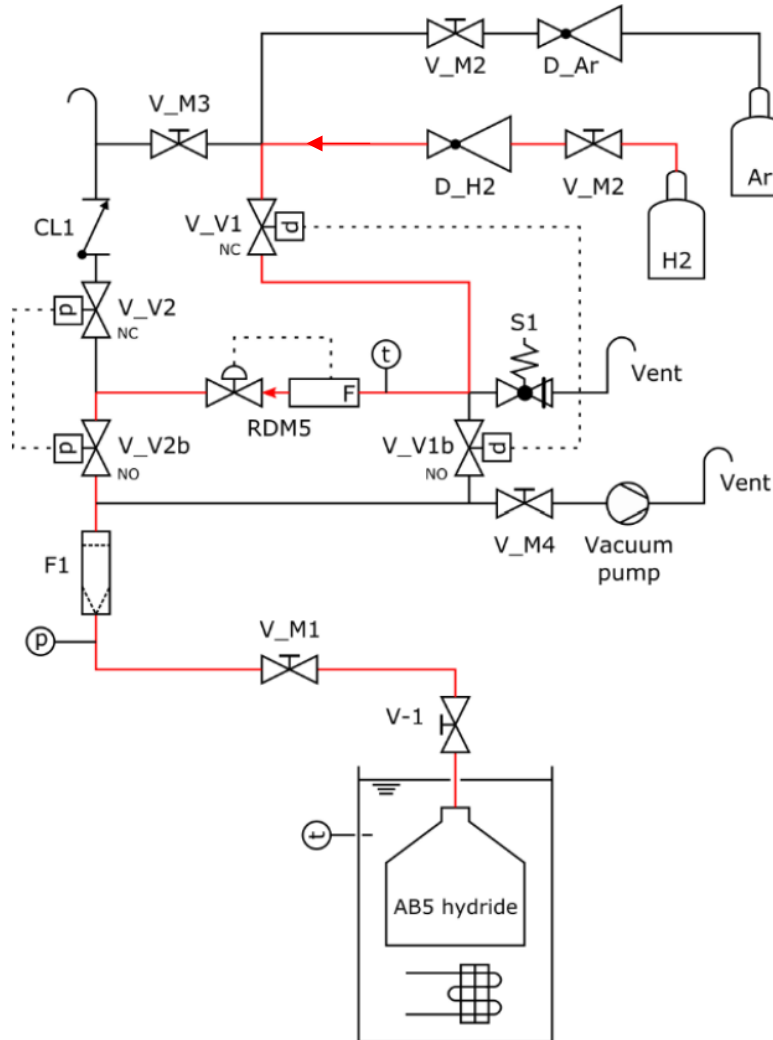 V_M2
D_Ar
V_M3
Ar
D_H2
V_M2
CL1
V_V1
d
NC
H2
p
V_V2
NC
S1
t
Vent
F
RDM5
p
V_V2b
NO
V_V1b
d
NO
Vent
V_M4
Vacuum
pump
F1
p
V_M1
V-1
t
AB5 hydride